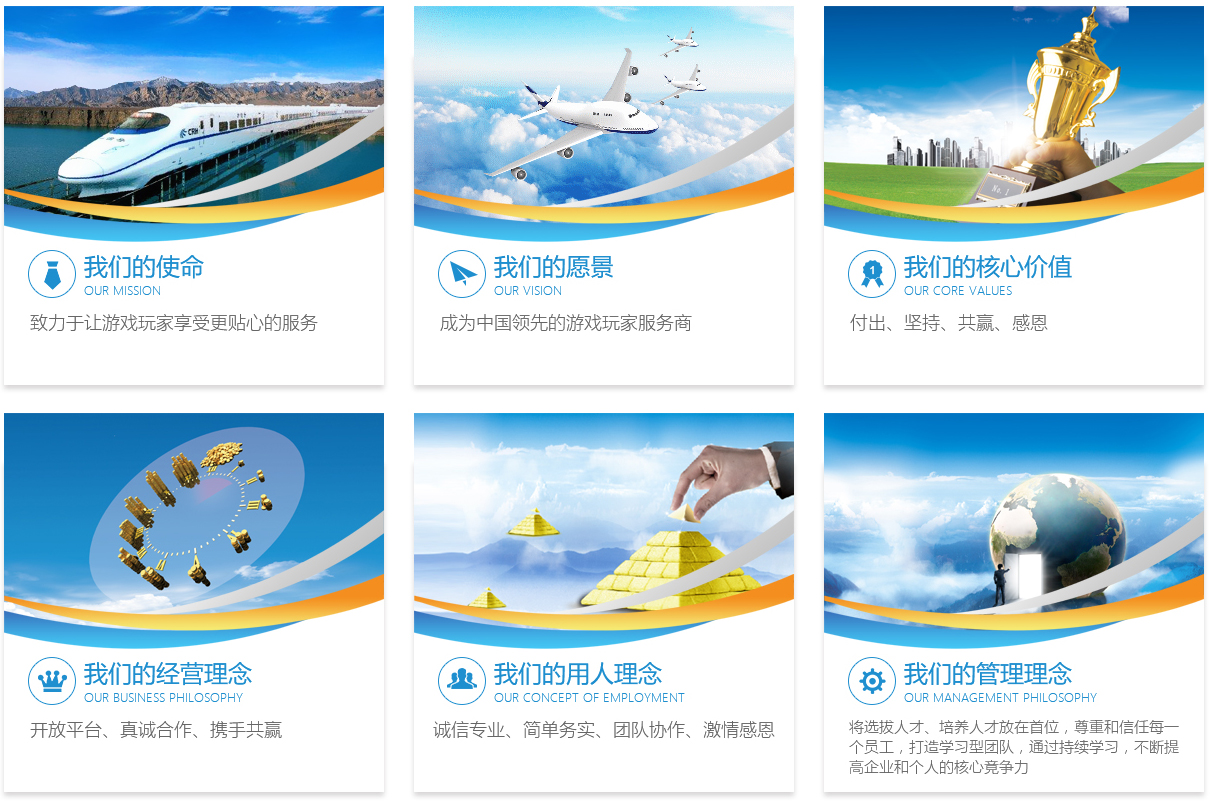 CRH
No.1
我们的使命
OUR MISSION
致力于让游戏玩家享受更贴心的服务
我们的愿景
OUR VISION
成为中国领先的游戏玩家服务商
1
我们的核心价值
OUR CORE VALUES
付出、坚持、共赢、感恩
我们的经营理念
OUR BUSINESS PHILOSOPHY
开放平台、真诚合作、携手共赢
我们的用人理念
OUR CONCEPT OF EMPLOYMENT
诚信专业、简单务实、团队协作、激情感恩
我们的管理理念
OUR MANAGEMENT PHILOSOPHY
将选拔人才、培养人才放在首位，尊重和信任每一
个员工，打造学习型团队，通过持续学习，不断提
高企业和个人的核心竞争力